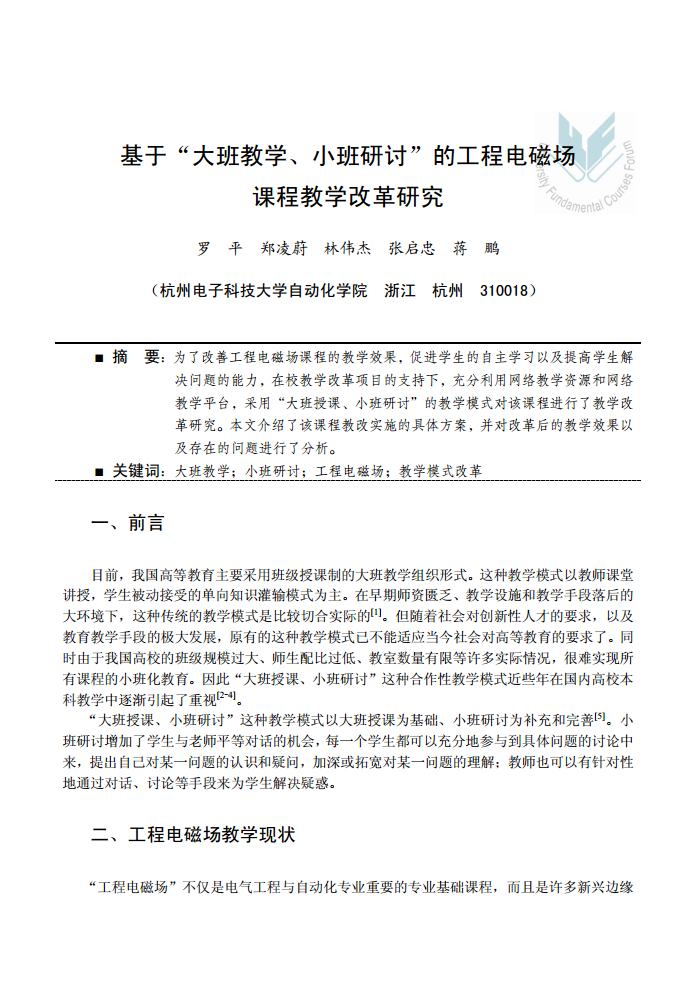 基于“大班教学、小班研讨”的工程电磁场
课程教学改革研究
University Fundamental Courses Forum
罗　平　郑凌蔚　林伟杰　张启忠　蒋　鹏
（杭州电子科技大学自动化学院　浙江　杭州　310018）
■ 摘　要：为了改善工程电磁场课程的教学效果，促进学生的自主学习以及提高学生解
决问题的能力，在校教学改革项目的支持下，充分利用网络教学资源和网络
教学平台，采用“大班授课、小班研讨”的教学模式对该课程进行了教学改
革研究。本文介绍了该课程教改实施的具体方案，并对改革后的教学效果以
及存在的问题进行了分析。
■ 关键词：大班教学；小班研讨；工程电磁场；教学模式改革
一、前言
目前，我国高等教育主要采用班级授课制的大班教学组织形式。这种教学模式以教师课堂
讲授，学生被动接受的单向知识灌输模式为主。在早期师资匮乏、教学设施和教学手段落后的
大环境下，这种传统的教学模式是比较切合实际的[1]。但随着社会对创新性人才的要求，以及
教育教学手段的极大发展，原有的这种教学模式已不能适应当今社会对高等教育的要求了。同
时由于我国高校的班级规模过大、师生配比过低、教室数量有限等许多实际情况，很难实现所
有课程的小班化教育。因此“大班授课、小班研讨”这种合作性教学模式近些年在国内高校本
科教学中逐渐引起了重视[2-4]。
“大班授课、小班研讨”这种教学模式以大班授课为基础、小班研讨为补充和完善[5]。小
班研讨增加了学生与老师平等对话的机会，每一个学生都可以充分地参与到具体问题的讨论中
来，提出自己对某一问题的认识和疑问，加深或拓宽对某一问题的理解；教师也可以有针对性
地通过对话、讨论等手段来为学生解决疑惑。
二、工程电磁场教学现状
“工程电磁场”不仅是电气工程与自动化专业重要的专业基础课程，而且是许多新兴边缘